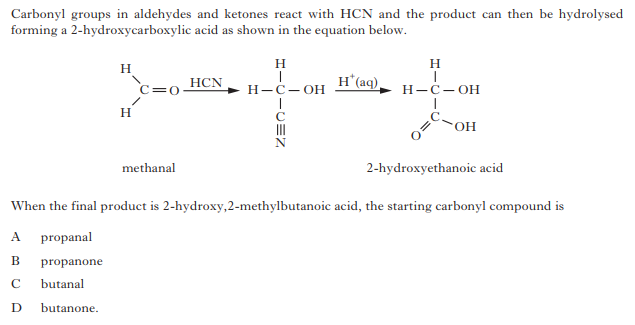 Carbonyl groups in aldehydes and ketones react with HCN and the product can then be hydrolysed
forming a 2-hydroxycarboxylic acid as shown in the equation below.
H H H
H C=O HCN H–C–OH H⁺(aq) H–C–OH
C≡N C OH
O
methanal 2-hydroxyethanoic acid
When the final product is 2-hydroxy,2-methylbutanoic acid, the starting carbonyl compound is
A propanal
B propanone
C butanal
D butanone.